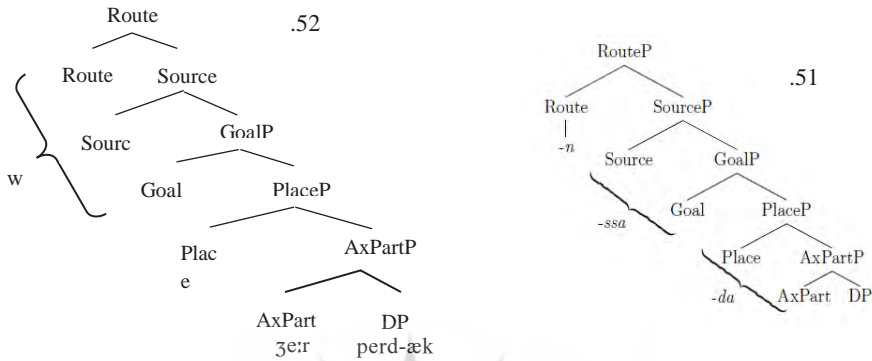 Route
.52
Route Source
Sourc GoalP
w
Goal PlaceP
Plac
e
AxPartP
AxPart DP
ʒe:r perd-æk
.51
RouteP
Route SourceP
-n
Source GoalP
-ssa
Goal PlaceP
-da
Place AxPartP
AxPart DP